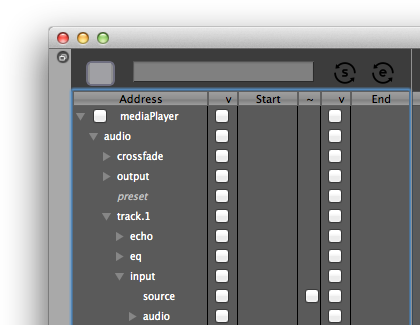 s e
Address v Start ~ v End
mediaPlayer
audio
crossfade
output
preset
track.1
echo
eq
input
source
audio